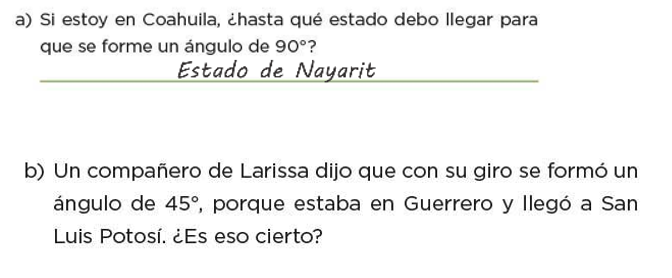 a) Si estoy en Coahuila, ¿hasta qué estado debo llegar para
que se forme un ángulo de 90°?
Estado de Nayarit
b) Un compañero de Larissa dijo que con su giro se formó un
ángulo de 45°, porque estaba en Guerrero y llegó a San
Luis Potosí. ¿Es eso cierto?